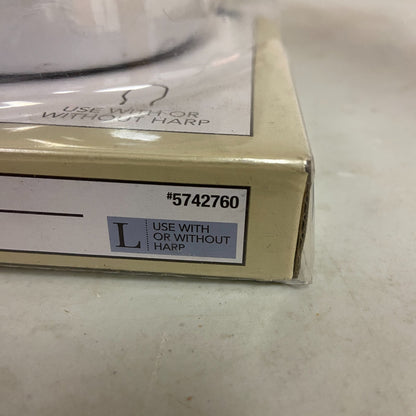 USE WITH OR
WITHOUT HARP
#5742760
L
USE WITH
OR WITHOUT
HARP